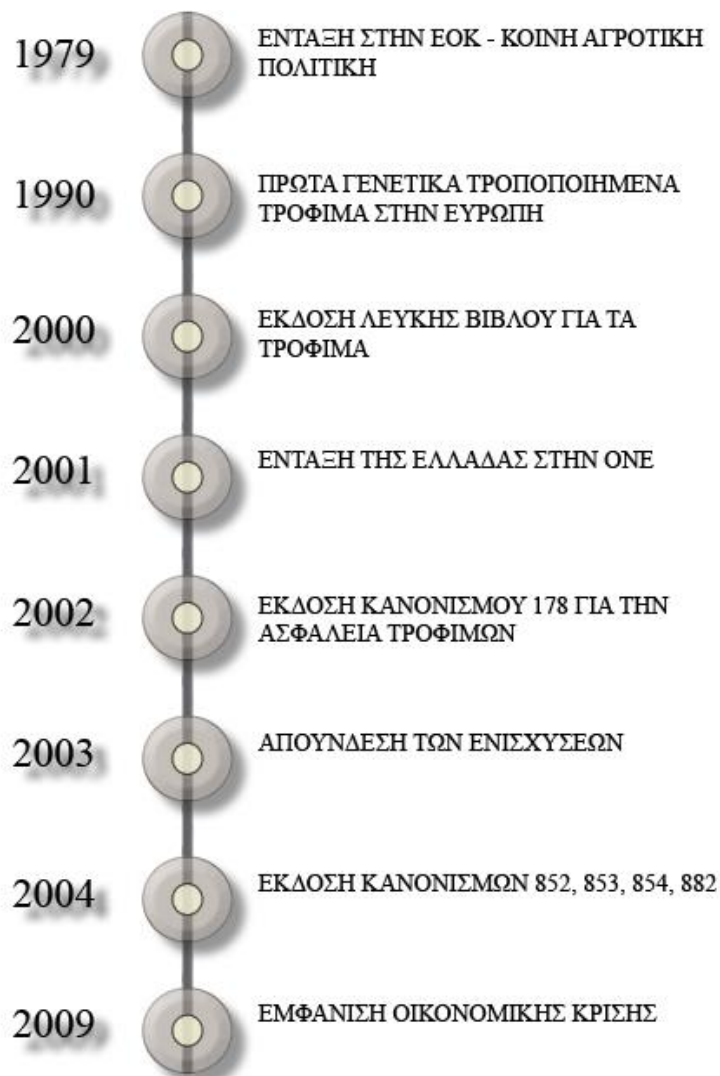 1979
ΕΝΤΑΞΗ ΣΤΗΝ ΕΟΚ - ΚΟΙΝΗ ΑΓΡΟΤΙΚΗ
ΠΟΛΙΤΙΚΗ
1990
ΠΡΩΤΑ ΓΕΝΕΤΙΚΑ ΤΡΟΠΟΠΟΙΗΜΕΝΑ
ΤΡΟΦΙΜΑ ΣΤΗΝ ΕΥΡΩΠΗ
2000
ΕΚΔΟΣΗ ΛΕΥΚΗΣ ΒΙΒΛΟΥ ΓΙΑ ΤΑ
ΤΡΟΦΙΜΑ
2001
ΕΝΤΑΞΗ ΤΗΣ ΕΛΛΑΔΑΣ ΣΤΗΝ ΟΝΕ
2002
ΕΚΔΟΣΗ ΚΑΝΟΝΙΣΜΟΥ 178 ΓΙΑ ΤΗΝ
ΑΣΦΑΛΕΙΑ ΤΡΟΦΙΜΩΝ
2003
ΑΠΟΥΝΔΕΣΗ ΤΩΝ ΕΝΙΣΧΥΣΕΩΝ
2004
ΕΚΔΟΣΗ ΚΑΝΟΝΙΣΜΩΝ 852, 853, 854, 882
2009
ΕΜΦΑΝΙΣΗ ΟΙΚΟΝΟΜΙΚΗΣ ΚΡΙΣΗΣ